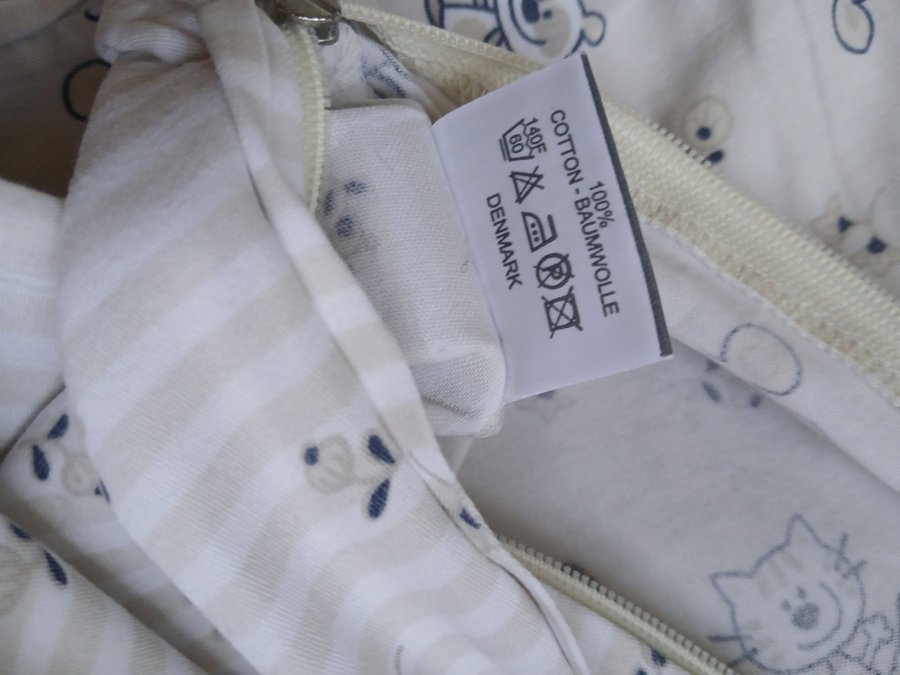 100%
COTTON - BAUMWOLLE
140F
60
P
DENMARK